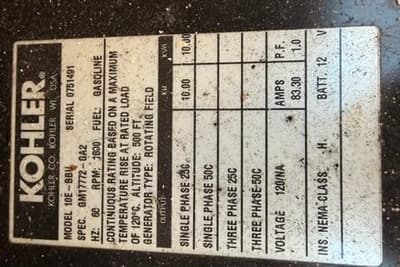 KOHLER
KOHLER CO. KOHLER WI. USA
MODEL 10E-BBU SERIAL 0751491
SPEC GM17772-GA2
HZ: 60 RPM: 1800 FUEL: GASOLINE
CONTINUOUS RATING BASED ON A MAXIMUM
TEMPERATURE RISE AT RATED LOAD
OF 120°C. ALTITUDE: 500 FT
GENERATOR TYPE: ROTATING FIELD
OUTPUT: KW KVA
SINGLE PHASE 25C 10.00 10.00
SINGLE PHASE 50C
THREE PHASE 25C
THREE PHASE 50C
VOLTAGE 120/NA AMPS 83.30 P.F. 1.0
INS. NEMA CLASS H. BATT. 12 V